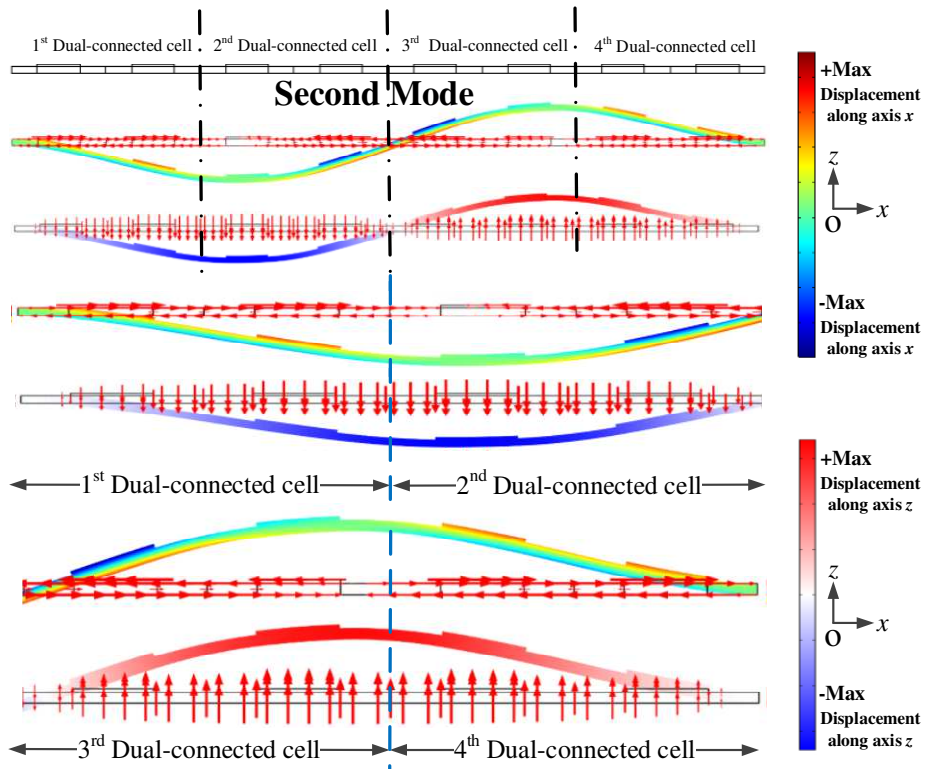 1st Dual-connected cell 2nd Dual-connected cell 3rd Dual-connected cell 4th Dual-connected cell
Second Mode
+Max
Displacement
along axis x
z
O x
-Max
Displacement
along axis x
1st Dual-connected cell 2nd Dual-connected cell
+Max
Displacement
along axis z
z
O x
-Max
Displacement
along axis z
3rd Dual-connected cell 4th Dual-connected cell